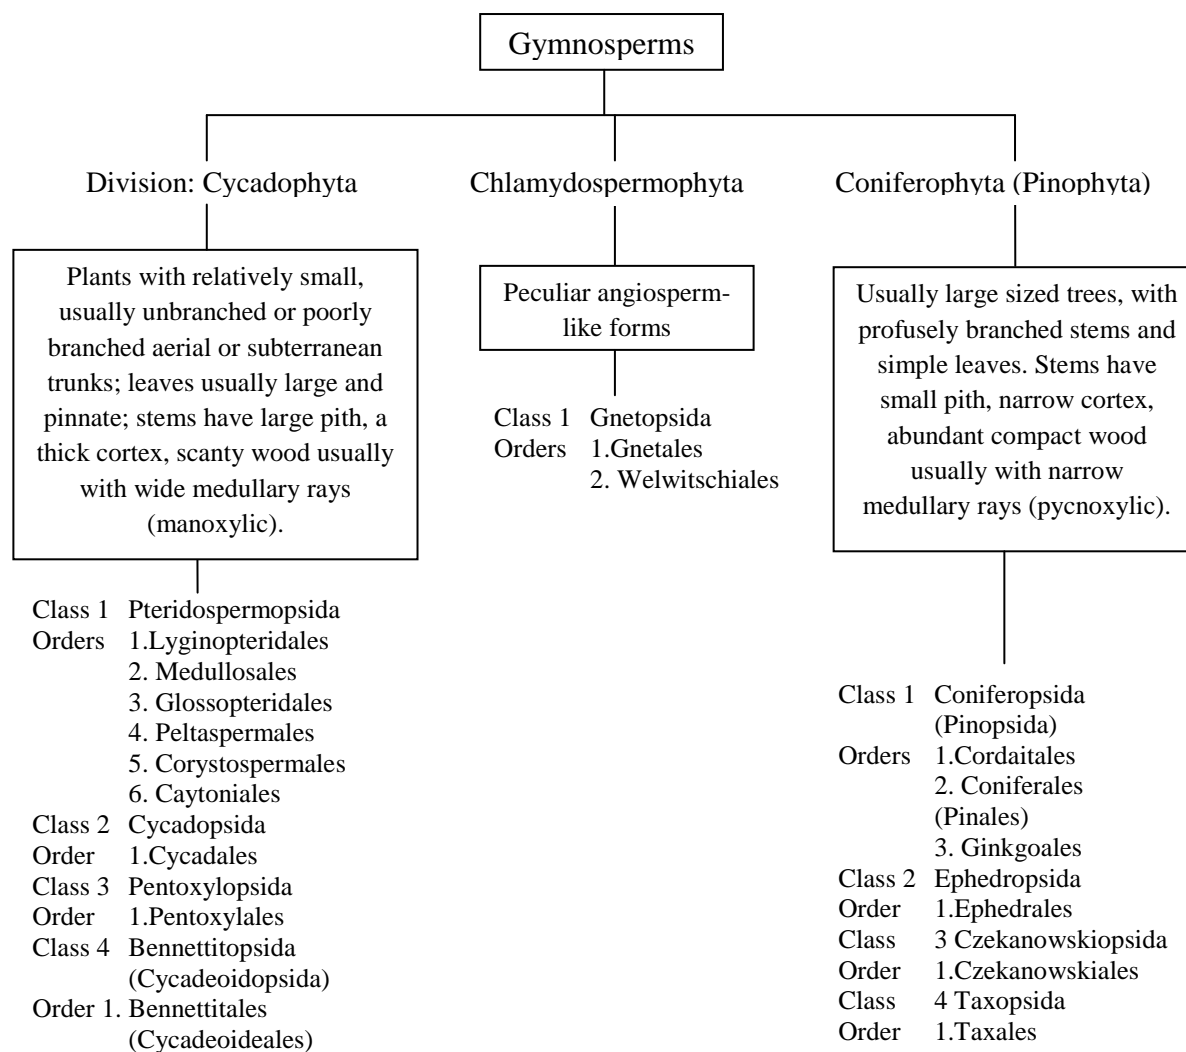 Gymnosperms
Division: Cycadophyta
Plants with relatively small,
usually unbranched or poorly
branched aerial or subterranean
trunks; leaves usually large and
pinnate; stems have large pith, a
thick cortex, scanty wood usually
with wide medullary rays
(manoxylic).
Class 1 Pteridospermopsida
Orders 1.Lyginopteridales
2. Medullosales
3. Glossopteridales
4. Peltaspermales
5. Corystospermales
6. Caytoniales
Class 2 Cycadopsida
Order 1.Cycadales
Class 3 Pentoxylopsida
Order 1.Pentoxylales
Class 4 Bennettitopsida
(Cycadeoidopsida)
Order 1. Bennettitales
(Cycadeoideales)
Chlamydospermophyta
Peculiar angiosperm-
like forms
Class 1 Gnetopsida
Orders 1.Gnetales
2. Welwitschiales
Coniferophyta (Pinophyta)
Usually large sized trees, with
profusely branched stems and
simple leaves. Stems have
small pith, narrow cortex,
abundant compact wood
usually with narrow
medullary rays (pycnoxylic).
Class 1 Coniferopsida
(Pinopsida)
Orders 1.Cordaitales
2. Coniferales
(Pinales)
3. Ginkgoales
Class 2 Ephedropsida
Order 1.Ephedrales
Class 3 Czekanowskiopsida
Order 1.Czekanowskiales
Class 4 Taxopsida
Order 1.Taxales